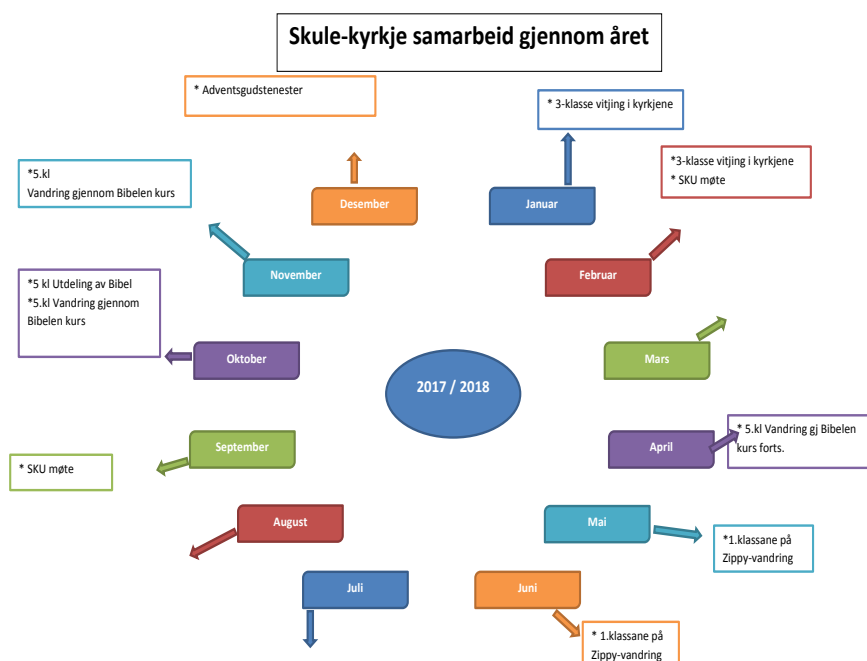 Skule-kyrkje samarbeid gjennom året
* Adventsgudstenester
* 3-klasse vitjing i kyrkjene
*3-klasse vitjing i kyrkjene
* SKU møte
*5.kl
Vandring gjennom Bibelen kurs
Desember
Januar
November
Februar
*5 kl Utdeling av Bibel
*5.kl Vandring gjennom
Bibelen kurs
Oktober
Mars
2017 / 2018
September
April
* 5.kl Vandring gj Bibelen
kurs forts.
* SKU møte
August
Mai
*1.klassane på
Zippy-vandring
Juli
Juni
* 1.klassane på
Zippy-vandring